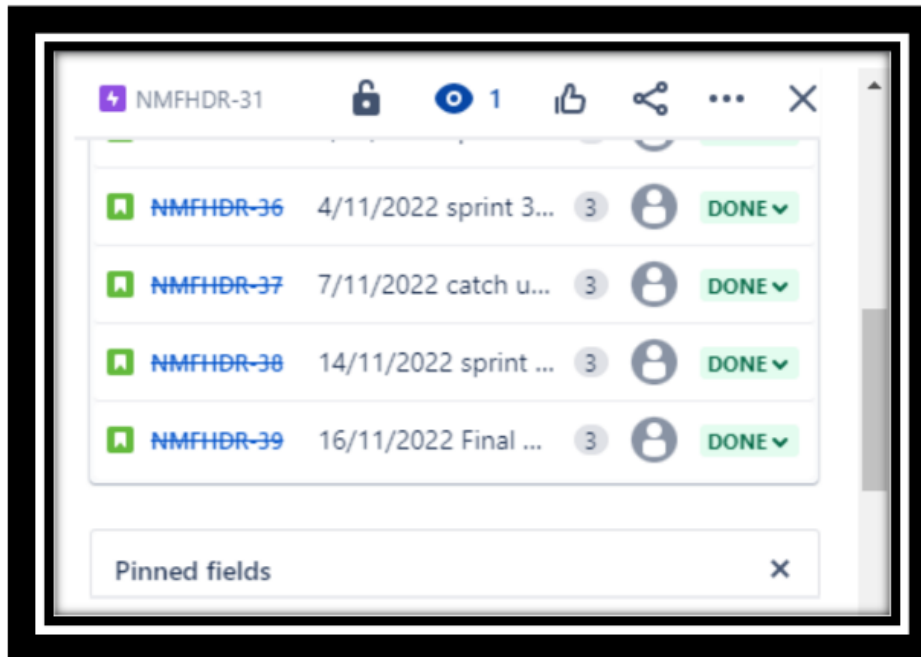 NMFHDR-31 1
NMFHDR-36 4/11/2022 sprint 3... 3 DONE
NMFHDR-37 7/11/2022 catch u... 3 DONE
NMFHDR-38 14/11/2022 sprint ... 3 DONE
NMFHDR-39 16/11/2022 Final ... 3 DONE
Pinned fields